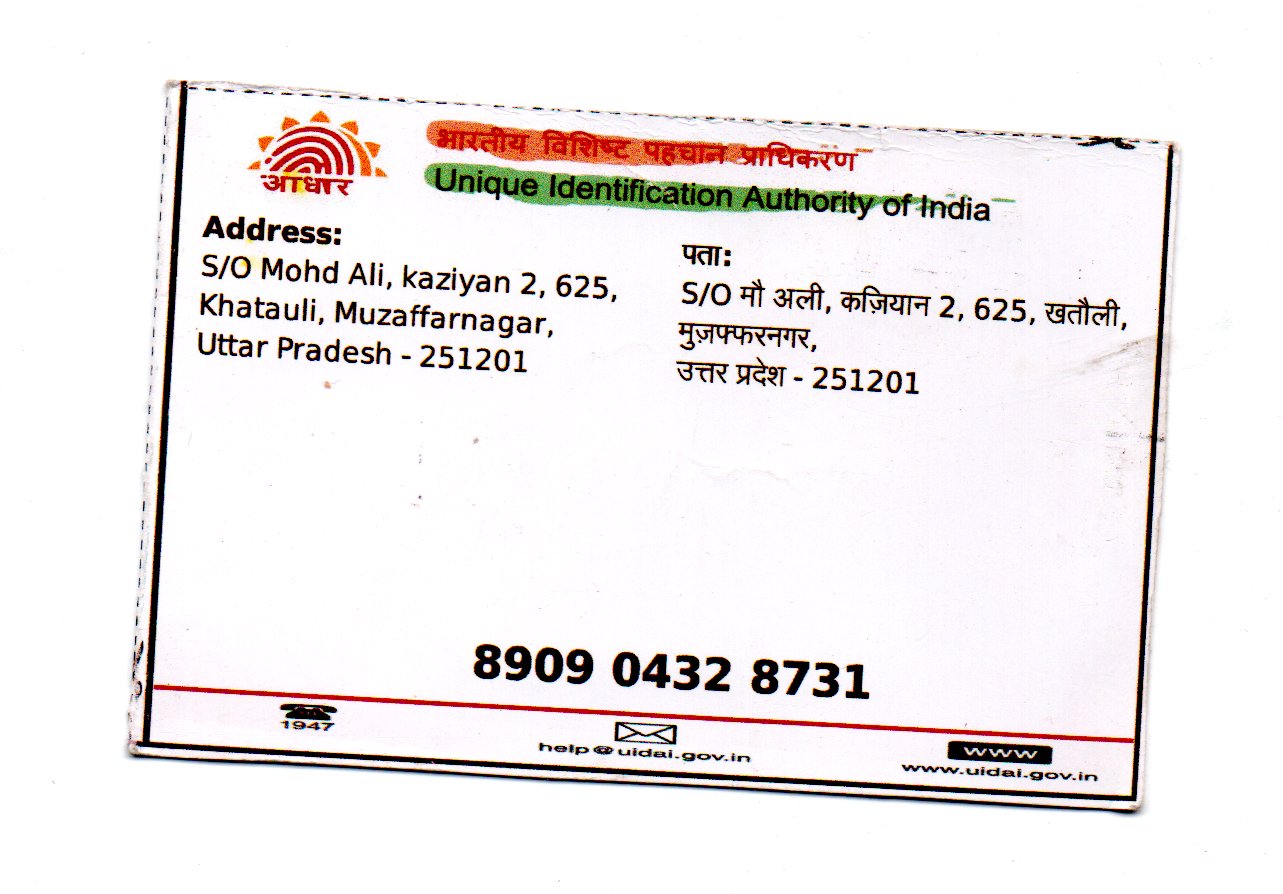 आधार
भारतीय विशिष्ट पहचान प्राधिकरण
Unique Identification Authority of India
Address:
S/O Mohd Ali, kaziyan 2, 625,
Khatauli, Muzaffarnagar,
Uttar Pradesh - 251201
पता:
S/O मौ अली, कज़ियान 2, 625, खतौली,
मुज़फ्फरनगर,
उत्तर प्रदेश - 251201
8909 0432 8731
1947
help@uidai.gov.in
www
www.uidai.gov.in